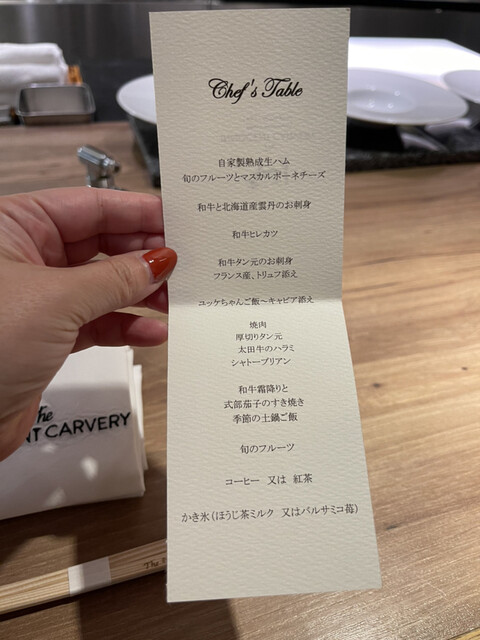 Chef's Table
自家製熟成生ハム
旬のフルーツとマスカルポーネチーズ
和牛と北海道産雲丹のお刺身
和牛ヒレカツ
和牛タン元のお刺身
フランス産、トリュフ添え
ユッケちゃんご飯〜キャビア添え
焼肉
厚切りタン元
太田牛のハラミ
シャトーブリアン
和牛霜降りと
式部茄子のすき焼き
季節の土鍋ご飯
旬のフルーツ
コーヒー 又は 紅茶
かき氷(ほうじ茶ミルク 又はバルサミコ苺)
The
NT CARVERY
The